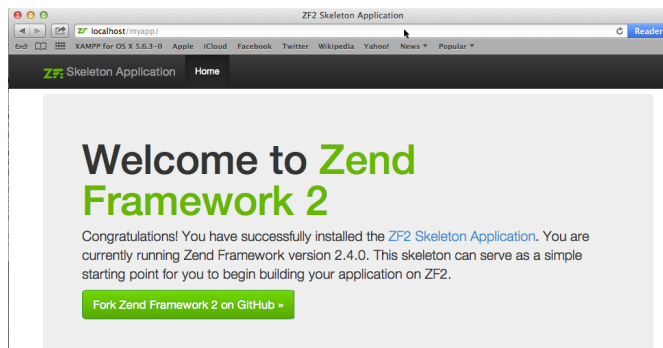 ZF2 Skeleton Application
ZF localhost/myapp/ Reader
XAMPP for OS X 5.6.3-0 Apple iCloud Facebook Twitter Wikipedia Yahoo! News Popular
ZF Skeleton Application Home
Welcome to Zend
Framework 2
Congratulations! You have successfully installed the ZF2 Skeleton Application. You are
currently running Zend Framework version 2.4.0. This skeleton can serve as a simple
starting point for you to begin building your application on ZF2.
Fork Zend Framework 2 on GitHub »